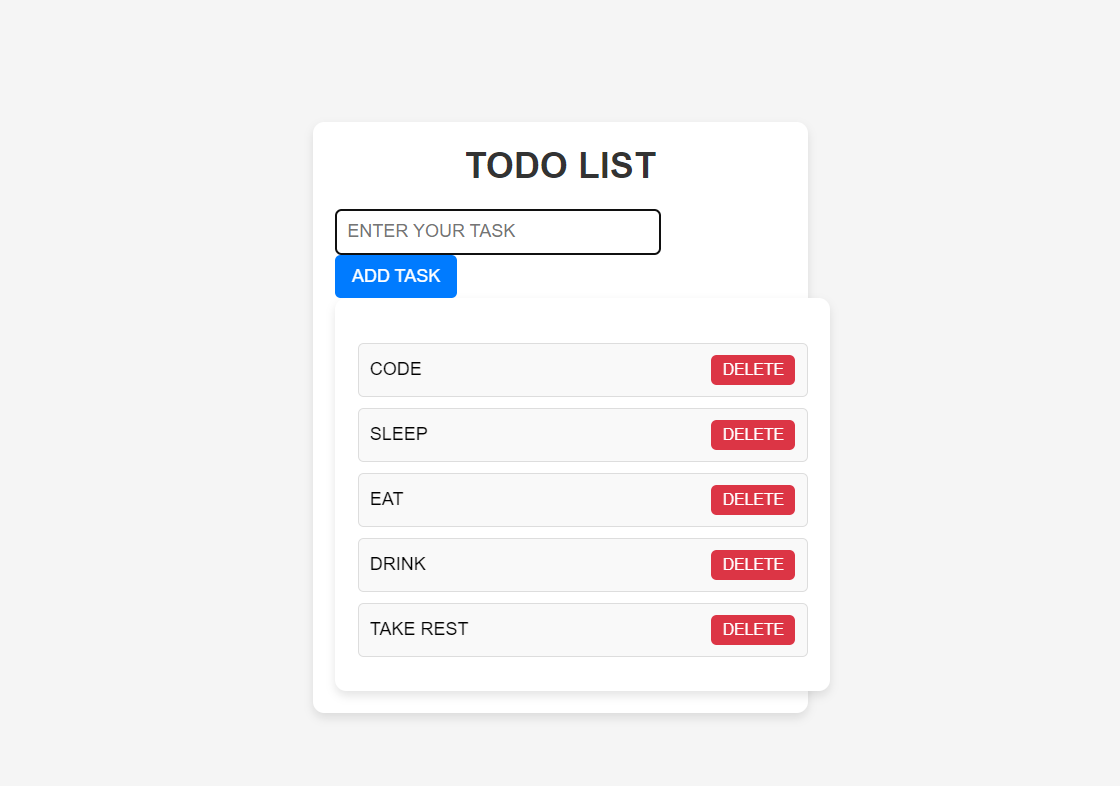 TODO LIST
ENTER YOUR TASK
ADD TASK
CODE DELETE
SLEEP DELETE
EAT DELETE
DRINK DELETE
TAKE REST DELETE